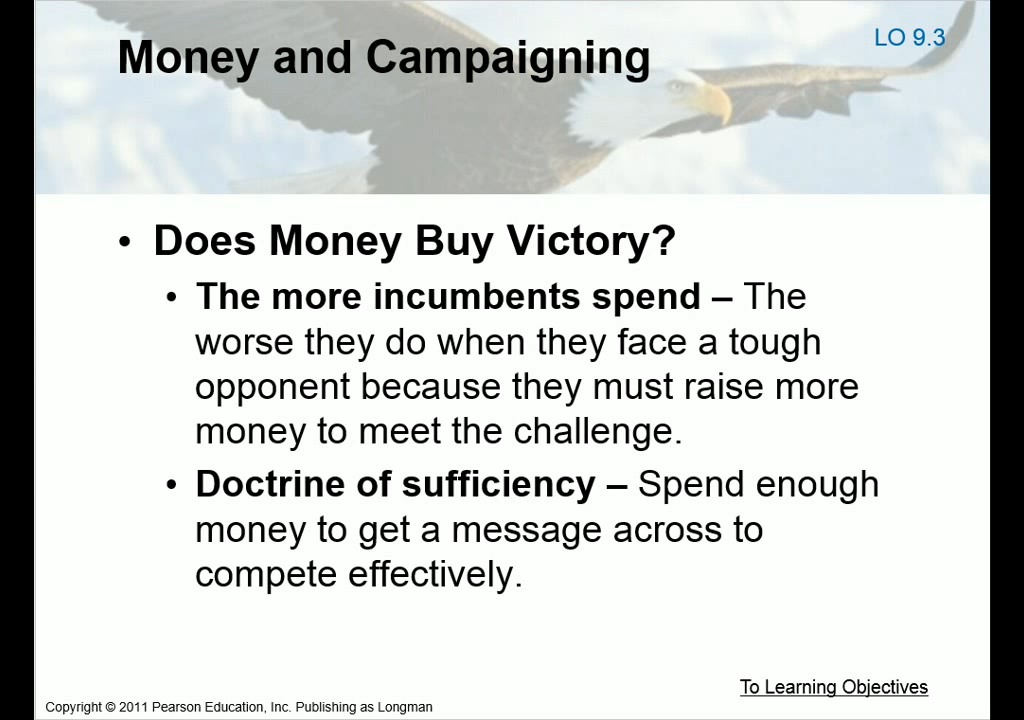 Money and Campaigning
LO 9.3
• Does Money Buy Victory?
• The more incumbents spend – The
worse they do when they face a tough
opponent because they must raise more
money to meet the challenge.
• Doctrine of sufficiency – Spend enough
money to get a message across to
compete effectively.
To Learning Objectives
Copyright © 2011 Pearson Education, Inc. Publishing as Longman